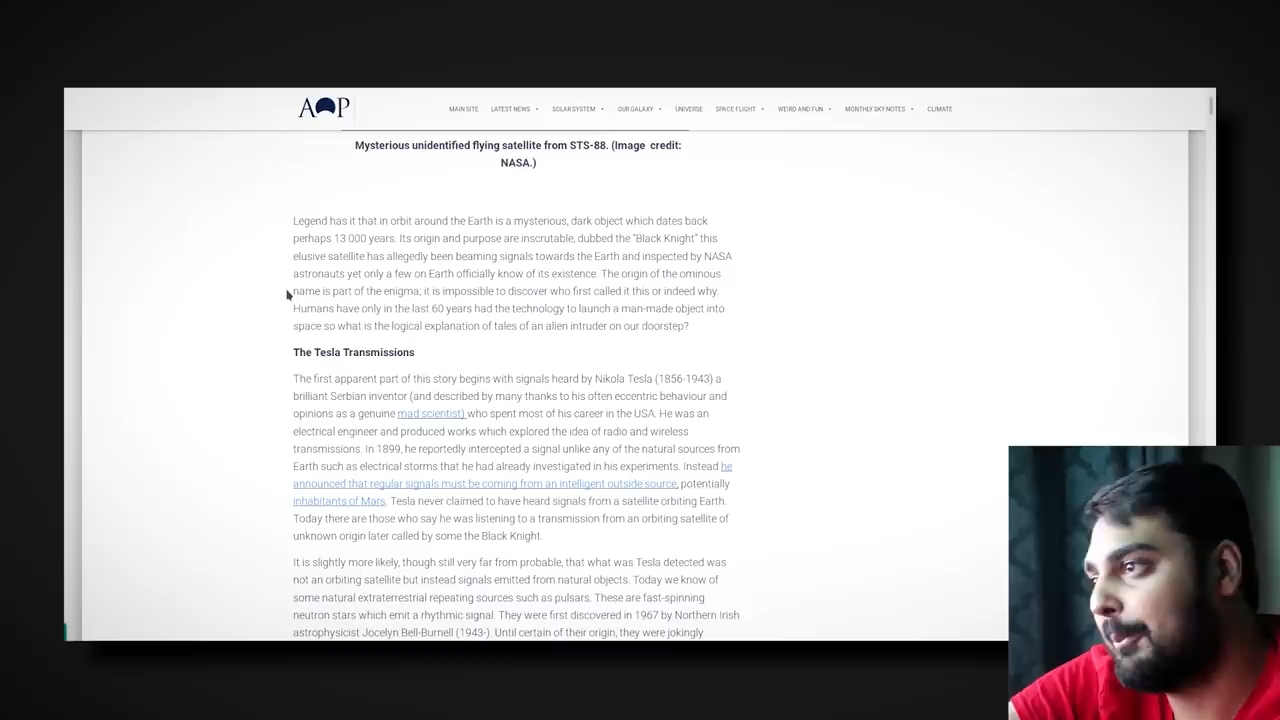 AOP
MAIN SITE LATEST NEWS SOLAR SYSTEM OUR GALAXY UNIVERSE SPACE FLIGHT WEIRD AND FUN MONTHLY SKY NOTES CLIMATE
Mysterious unidentified flying satellite from STS-88. (Image credit:
NASA.)
Legend has it that in orbit around the Earth is a mysterious, dark object which dates back
perhaps 13 000 years. Its origin and purpose are inscrutable, dubbed the “Black Knight” this
elusive satellite has allegedly been beaming signals towards the Earth and inspected by NASA
astronauts yet only a few on Earth officially know of its existence. The origin of the ominous
name is part of the enigma; it is impossible to discover who first called it this or indeed why.
Humans have only in the last 60 years had the technology to launch a man-made object into
space so what is the logical explanation of tales of an alien intruder on our doorstep?
The Tesla Transmissions
The first apparent part of this story begins with signals heard by Nikola Tesla (1856-1943) a
brilliant Serbian inventor (and described by many thanks to his often eccentric behaviour and
opinions as a genuine mad scientist) who spent most of his career in the USA. He was an
electrical engineer and produced works which explored the idea of radio and wireless
transmissions. In 1899, he reportedly intercepted a signal unlike any of the natural sources from
Earth such as electrical storms that he had already investigated in his experiments. Instead he
announced that regular signals must be coming from an intelligent outside source, potentially
inhabitants of Mars. Tesla never claimed to have heard signals from a satellite orbiting Earth.
Today there are those who say he was listening to a transmission from an orbiting satellite of
unknown origin later called by some the Black Knight.
It is slightly more likely, though still very far from probable, that what was Tesla detected was
not an orbiting satellite but instead signals emitted from natural objects. Today we know of
some natural extraterrestrial repeating sources such as pulsars. These are fast-spinning
neutron stars which emit a rhythmic signal. They were first discovered in 1967 by Northern Irish
astrophysicist Jocelyn Bell-Burnell (1943-). Until certain of their origin, they were jokingly